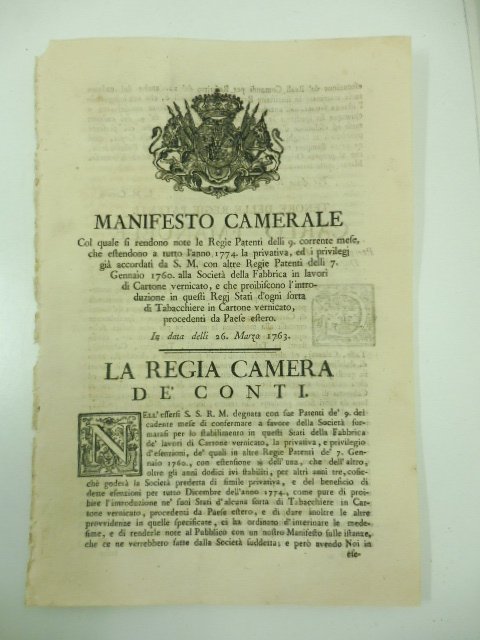 MANIFESTO CAMERALE
Col quale si rendono note le Regie Patenti delli 9. corrente mese,
che estendono a tutto l'anno 1774. la privativa, ed i privilegj
già accordati da S. M. con altre Regie Patenti delli 7.
Gennajo 1760. alla Società della Fabbrica in lavori
di Cartone vernicato, e che proibiscono l'intro-
duzione in questi Regj Stati d'ogni sorta
di Tabacchiere in Cartone vernicato,
procedenti da Paese estero.
In data delli 26. Marzo 1763.
LA REGIA CAMERA
DE' CONTI.
NELL'essersi S. S. R. M. degnata con sue Patenti de' 9. del
cadente mese di confermare a favore della Società for-
matasi per lo stabilimento in questi Stati della Fabbrica
de' lavori di Cartone vernicato, la privativa, e privilegio
d'esenzioni, de' quali in altre Regie Patenti de' 7. Gen-
najo 1760., con estensione sì dell'una, che dell'altro,
oltre gli anni dodici ivi stabiliti, per altri anni tre, cosic-
chè goderà la Società predetta di simile privativa, e del beneficio di
dette esenzioni per tutto Dicembre dell'anno 1774., come pure di proi-
bire l'introduzione ne' suoi Stati d'alcuna sorta di Tabacchiere in Car-
tone vernicato, procedenti da Paese estero, e di dare inoltre le altre
provvidenze in quelle specificate, ci ha ordinato d'interinare le mede-
sime, e di renderle note al Pubblico con un nostro Manifesto sulle istanze,
che ce ne verrebbero fatte dalla Società suddetta; e però avendo Noi in
ese-